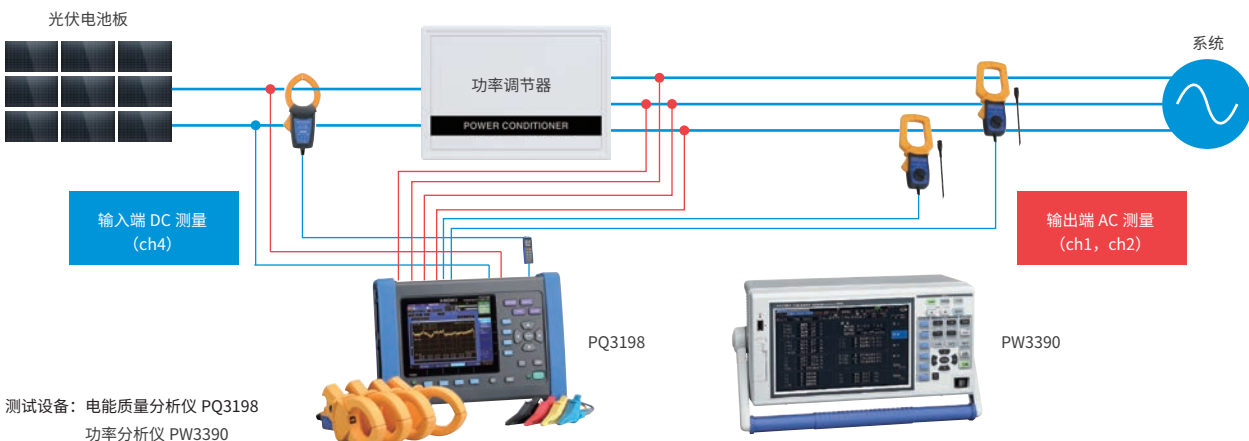 光伏电池板
系统
功率调节器
POWER CONDITIONER
输入端 DC 测量
（ch4）
输出端 AC 测量
（ch1，ch2）
HIOKI
PQ3198
PW3390
测试设备：电能质量分析仪 PQ3198
功率分析仪 PW3390